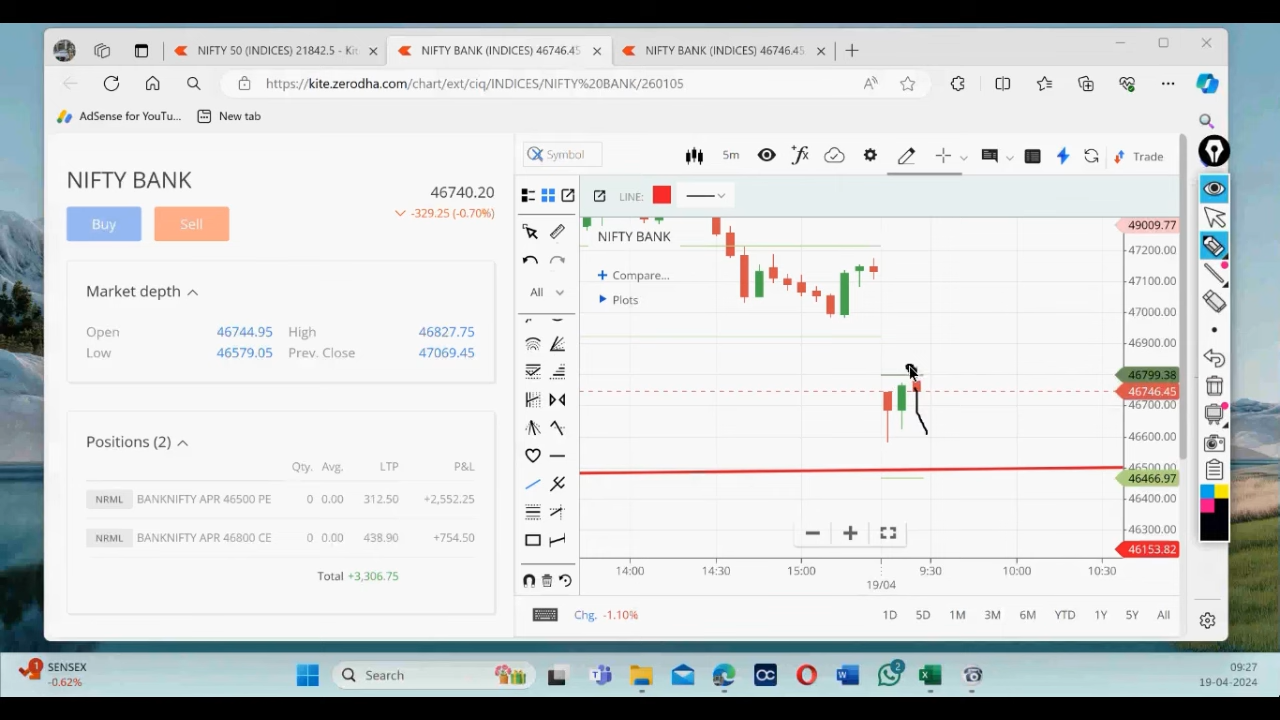 NIFTY 50 (INDICES) 21842.5 - Kit
NIFTY BANK (INDICES) 46746.45
NIFTY BANK (INDICES) 46746.45
https://kite.zerodha.com/chart/ext/ciq/INDICES/NIFTY%20BANK/260105
AdSense for YouTu...
New tab
NIFTY BANK
46740.20
-329.25 (-0.70%)
Buy
Sell
Market depth
Open 46744.95 High 46827.75
Low 46579.05 Prev. Close 47069.45
Positions (2)
Qty. Avg. LTP P&L
NRML BANKNIFTY APR 46500 PE 0 0.00 312.50 +2,552.25
NRML BANKNIFTY APR 46800 CE 0 0.00 438.90 +754.50
Total +3,306.75
Symbol
5m
Trade
LINE:
NIFTY BANK
Compare...
Plots
All
49009.77
47200.00
47100.00
47000.00
46900.00
46799.38
46746.45
46700.00
46600.00
46500.00
46466.97
46400.00
46300.00
46153.82
14:00 14:30 15:00 9:30 10:00 10:30
19/04
Chg. -1.10%
1D 5D 1M 3M 6M YTD 1Y 5Y All
SENSEX
-0.62%
Search
09:27
19-04-2024